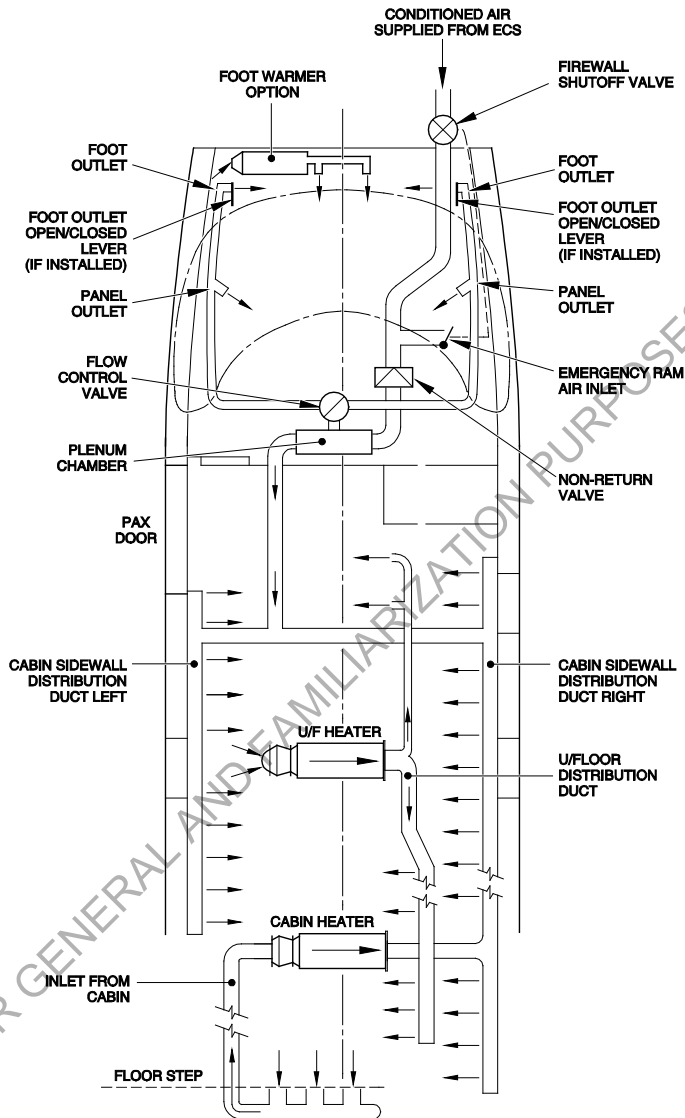 CONDITIONED AIR
SUPPLIED FROM ECS
FIREWALL
SHUTOFF VALVE
FOOT WARMER
OPTION
FOOT
OUTLET
FOOT
OUTLET
FOOT OUTLET
OPEN/CLOSED
LEVER
(IF INSTALLED)
FOOT OUTLET
OPEN/CLOSED
LEVER
(IF INSTALLED)
PANEL
OUTLET
PANEL
OUTLET
FLOW
CONTROL
VALVE
EMERGENCY RAM
AIR INLET
PLENUM
CHAMBER
NON-RETURN
VALVE
PAX
DOOR
CABIN SIDEWALL
DISTRIBUTION
DUCT LEFT
CABIN SIDEWALL
DISTRIBUTION
DUCT RIGHT
U/F HEATER
U/FLOOR
DISTRIBUTION
DUCT
CABIN HEATER
INLET FROM
CABIN
FLOOR STEP
R GENERAL AND FAMILIARIZATION PURPOSES